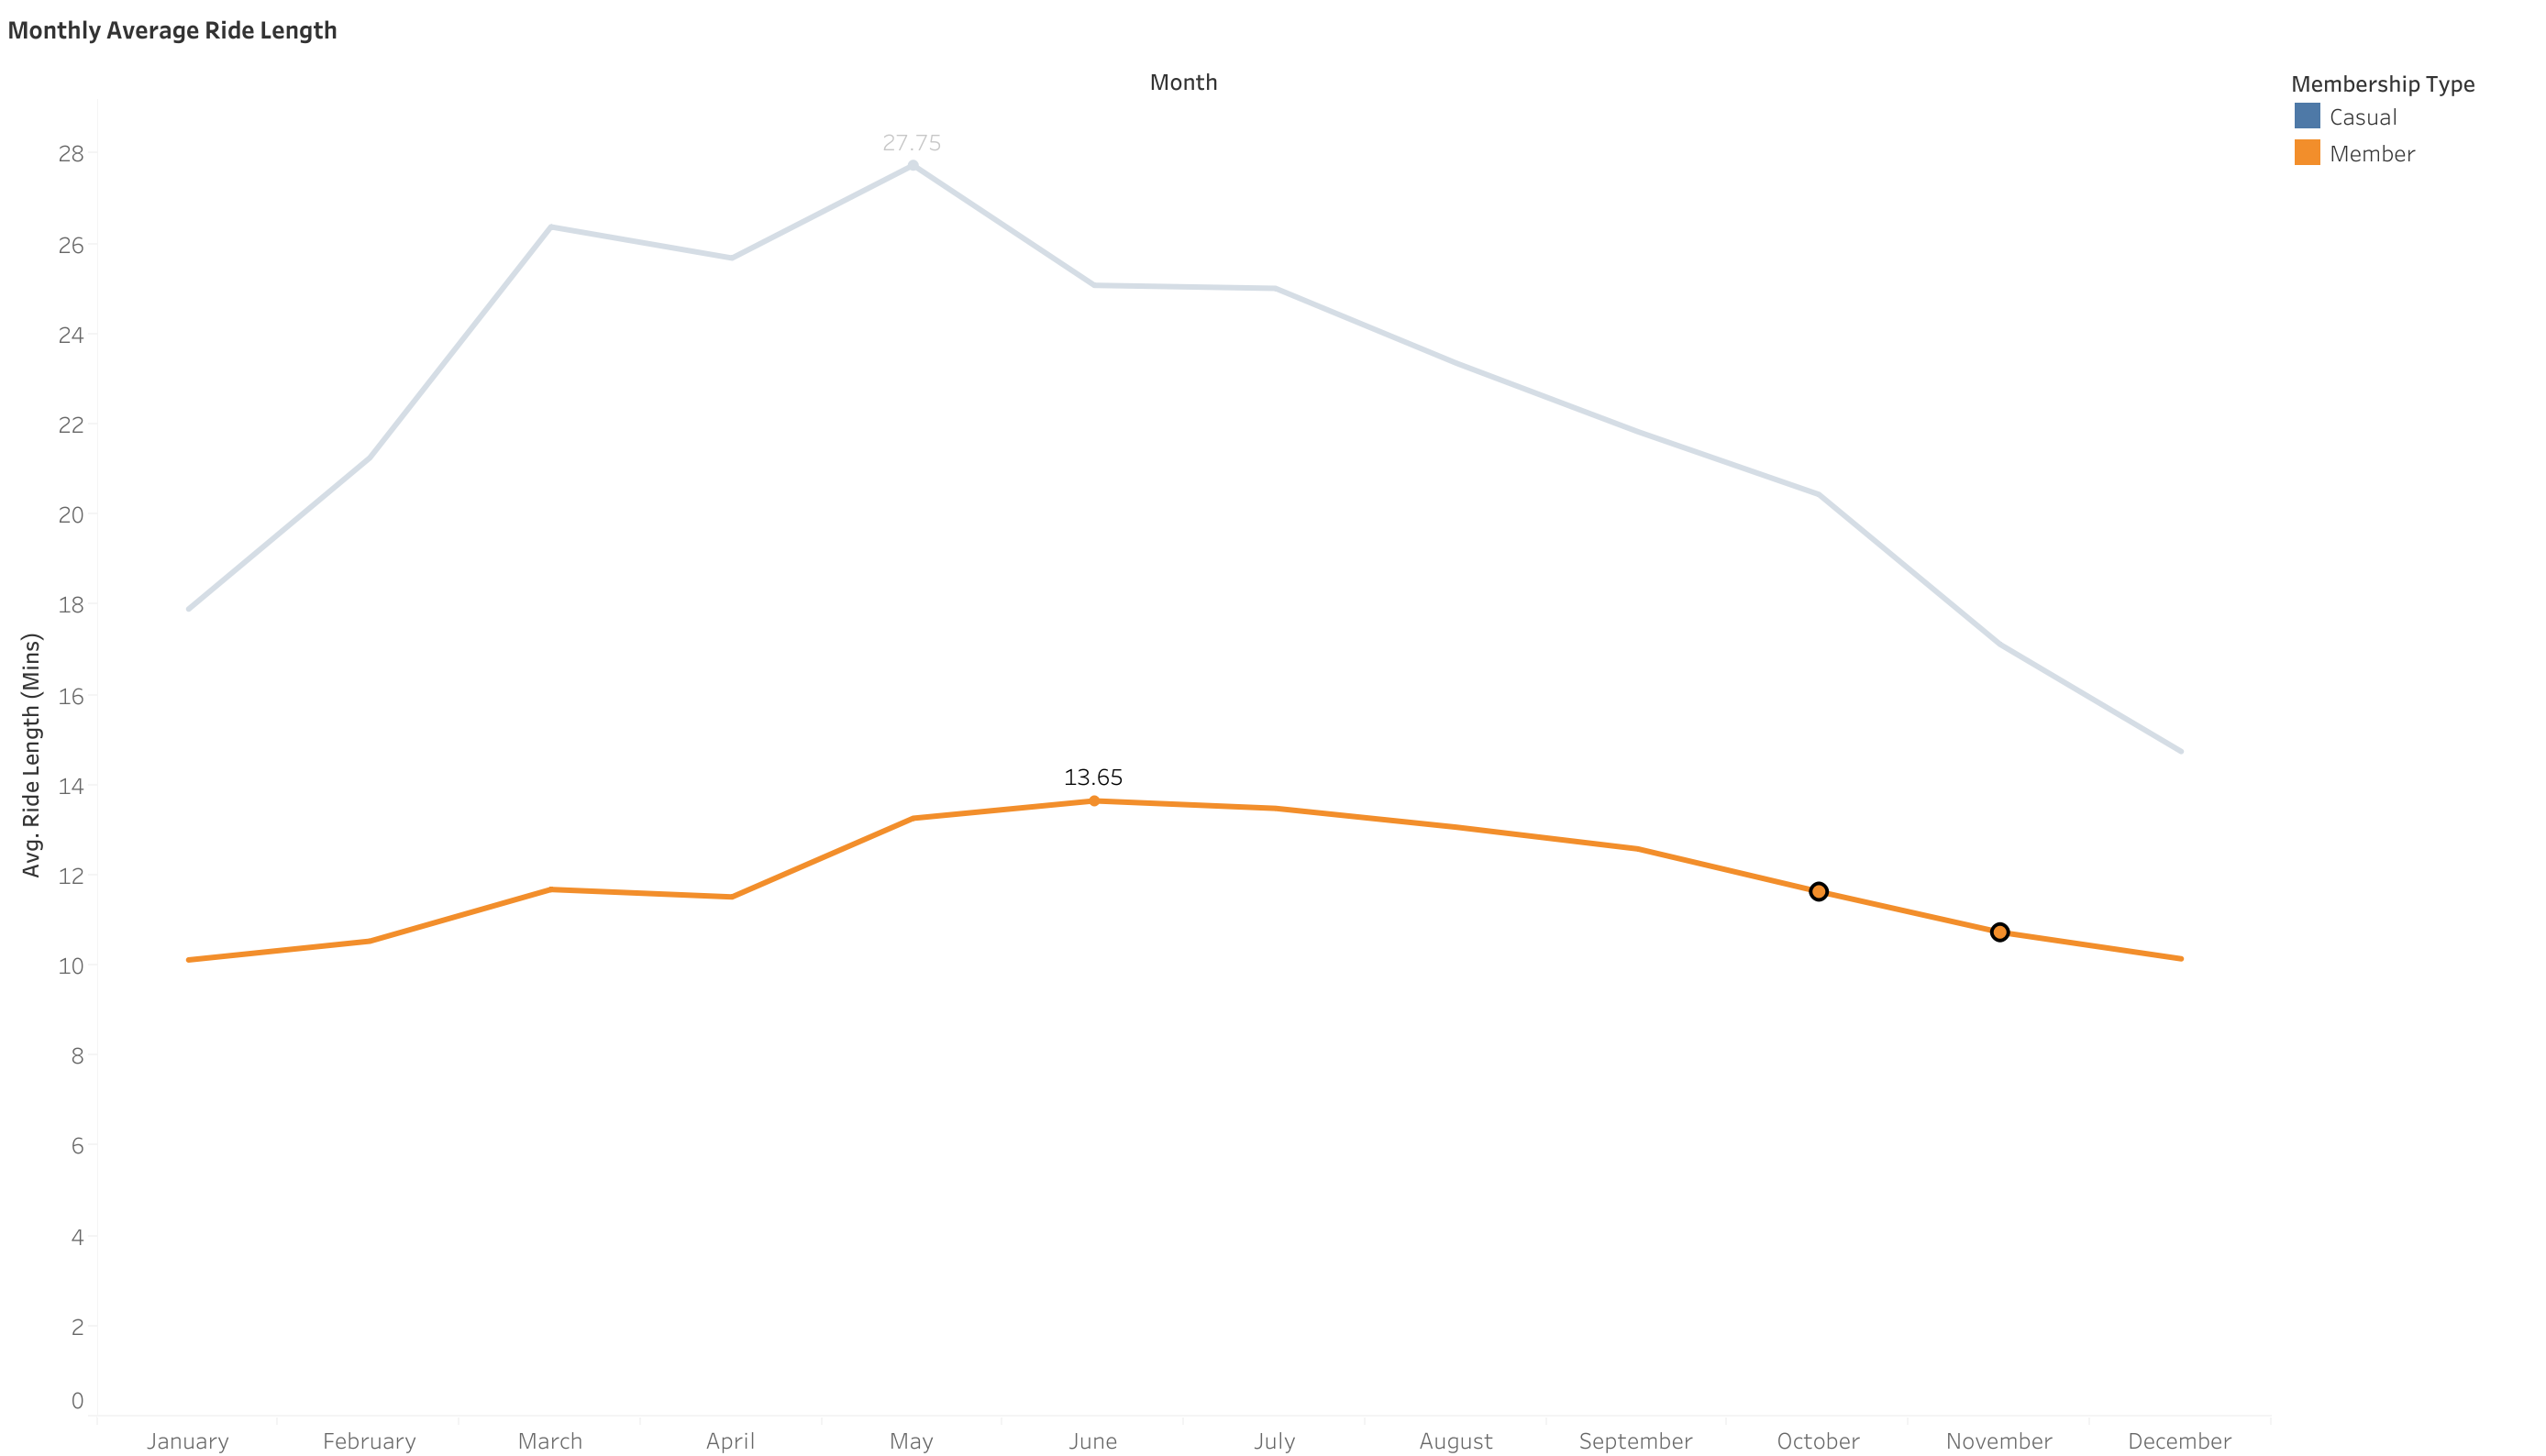 Monthly Average Ride Length
Month
Membership Type
Casual
Member
27.75
13.65
Avg. Ride Length (Mins)
28
26
24
22
20
18
16
14
12
10
8
6
4
2
0
January February March April May June July August September October November December